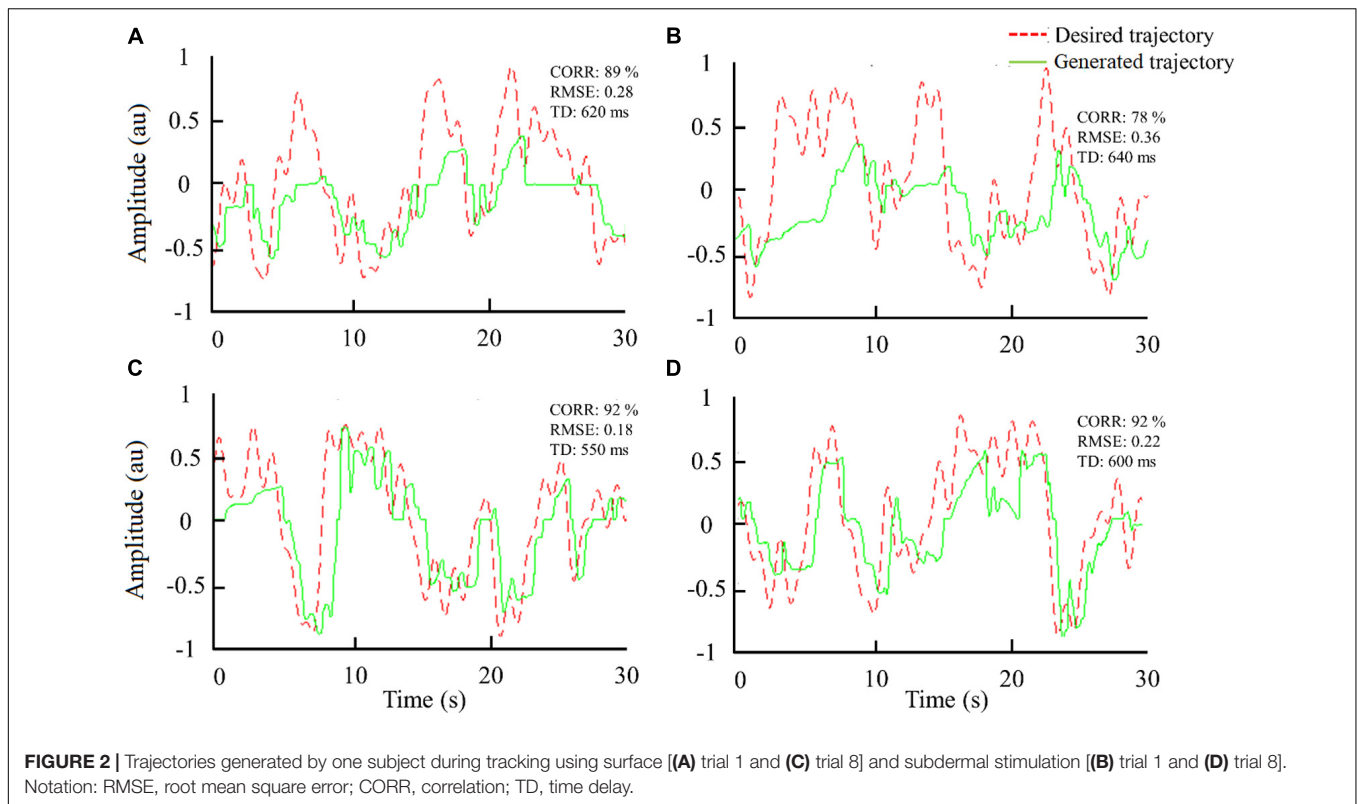 A
B
Desired trajectory
Generated trajectory
CORR: 89 %
RMSE: 0.28
TD: 620 ms
CORR: 78 %
RMSE: 0.36
TD: 640 ms
Amplitude (au)
1
0.5
0
-0.5
-1
0
10
20
30
1
0.5
0
-0.5
-1
0
10
20
30
C
D
CORR: 92 %
RMSE: 0.18
TD: 550 ms
CORR: 92 %
RMSE: 0.22
TD: 600 ms
Amplitude (au)
1
0.5
0
-0.5
-1
0
10
20
30
Time (s)
1
0.5
0
-0.5
-1
0
10
20
30
Time (s)
FIGURE 2 | Trajectories generated by one subject during tracking using surface [(A) trial 1 and (C) trial 8] and subdermal stimulation [(B) trial 1 and (D) trial 8].
Notation: RMSE, root mean square error; CORR, correlation; TD, time delay.